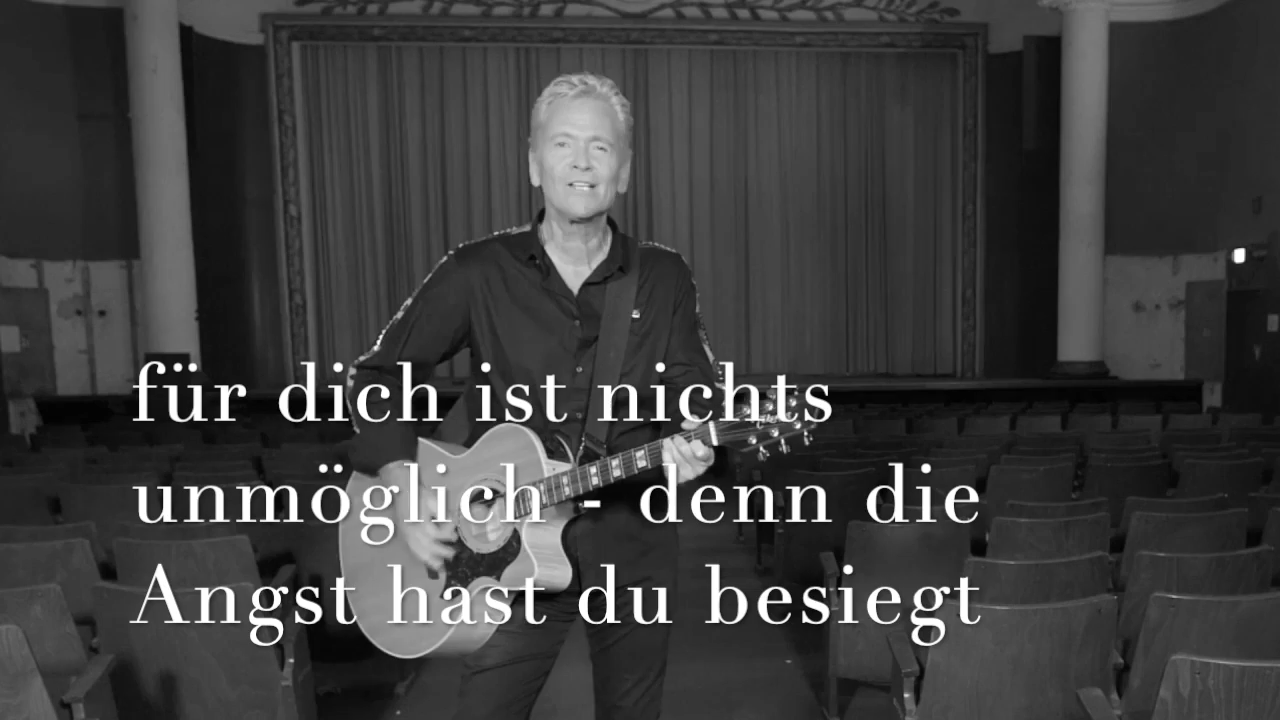 für dich ist nichts
unmöglich - denn die
Angst hast du besiegt